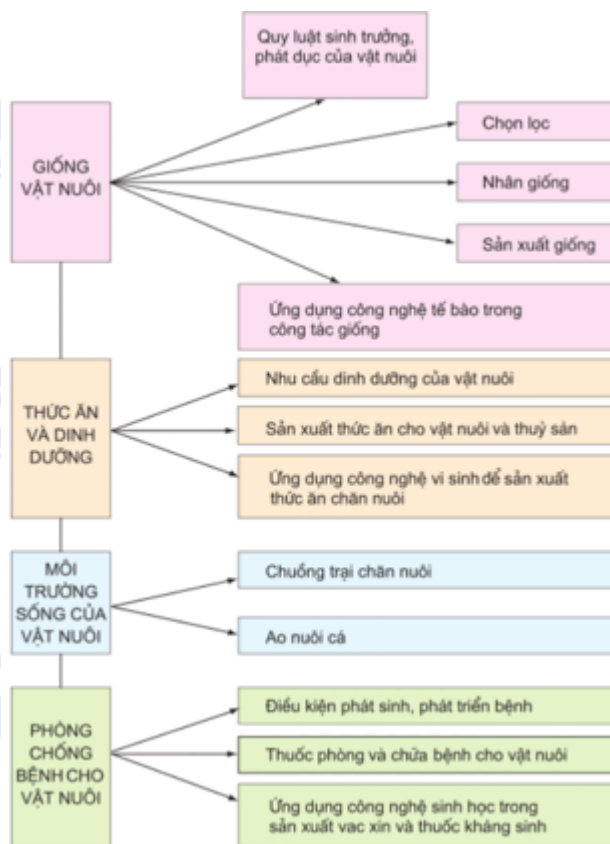 Quy luật sinh trưởng,
phát dục của vật nuôi
GIỐNG
VẬT NUÔI
Chọn lọc
Nhân giống
Sản xuất giống
Ứng dụng công nghệ tế bào trong
công tác giống
THỨC ĂN
VÀ DINH
DƯỠNG
Nhu cầu dinh dưỡng của vật nuôi
Sản xuất thức ăn cho vật nuôi và thuỷ sản
Ứng dụng công nghệ vi sinh để sản xuất
thức ăn chăn nuôi
MÔI
TRƯỜNG
SỐNG CỦA
VẬT NUÔI
Chuồng trại chăn nuôi
Ao nuôi cá
PHÒNG
CHỐNG
BỆNH CHO
VẬT NUÔI
Điều kiện phát sinh, phát triển bệnh
Thuốc phòng và chữa bệnh cho vật nuôi
Ứng dụng công nghệ sinh học trong
sản xuất vac xin và thuốc kháng sinh